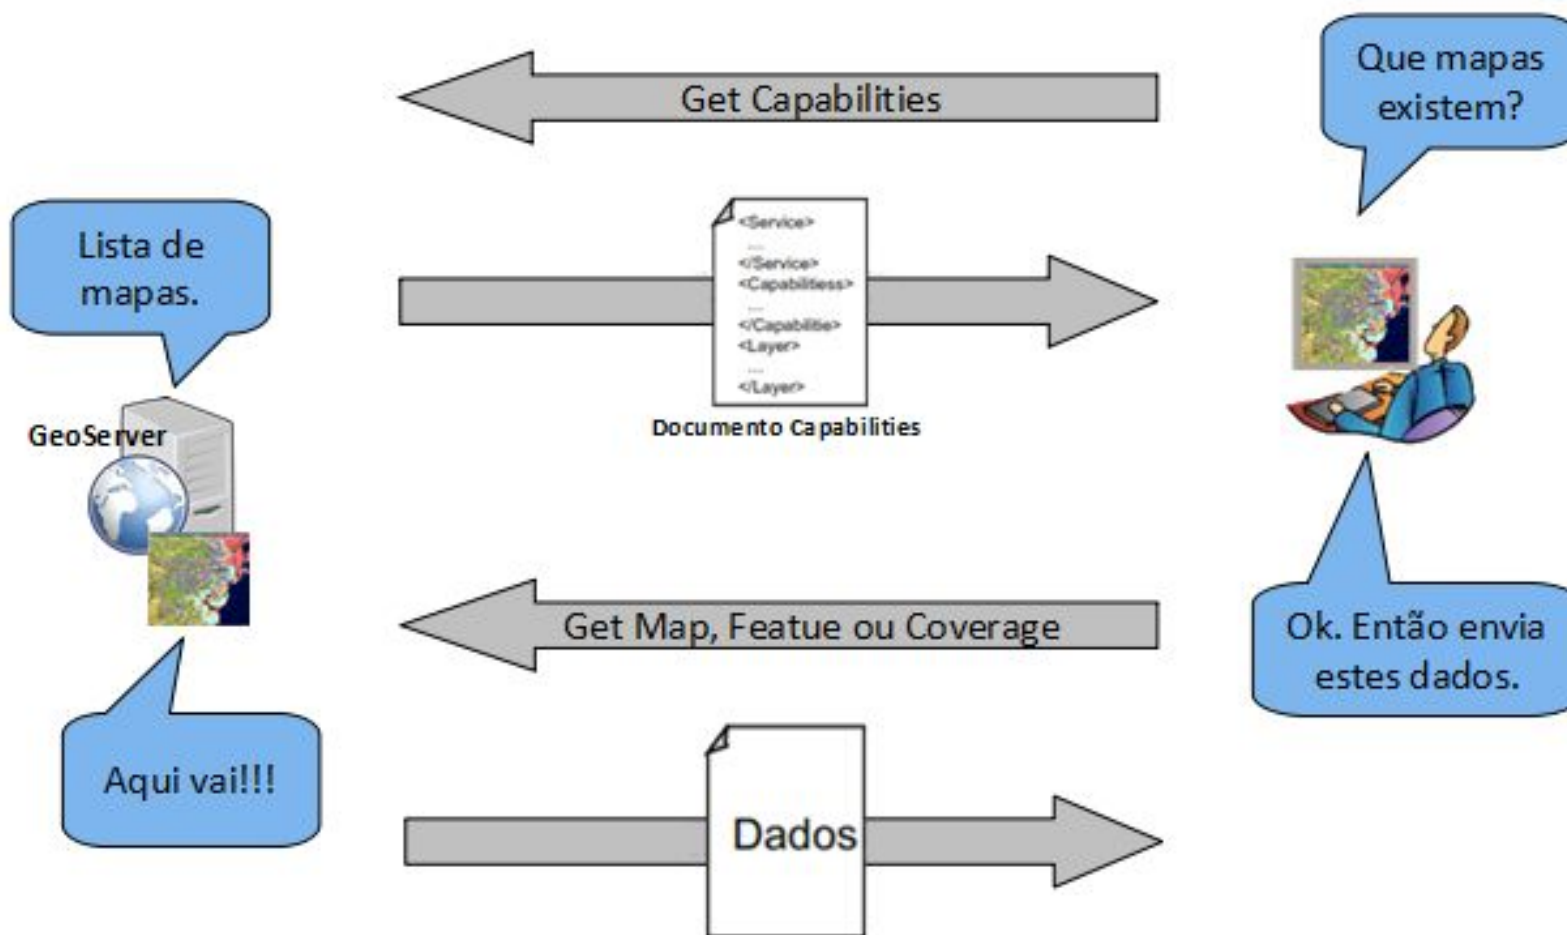 Get Capabilities
Que mapas
existem?
Lista de
mapas.
<Service>
...
</Service>
<Capabilitiess>
...
</Capabilitie>
<Layer>
...
</Layer>
Documento Capabilities
GeoServer
Get Map, Featue ou Coverage
Ok. Então envia
estes dados.
Aqui vai!!!
Dados